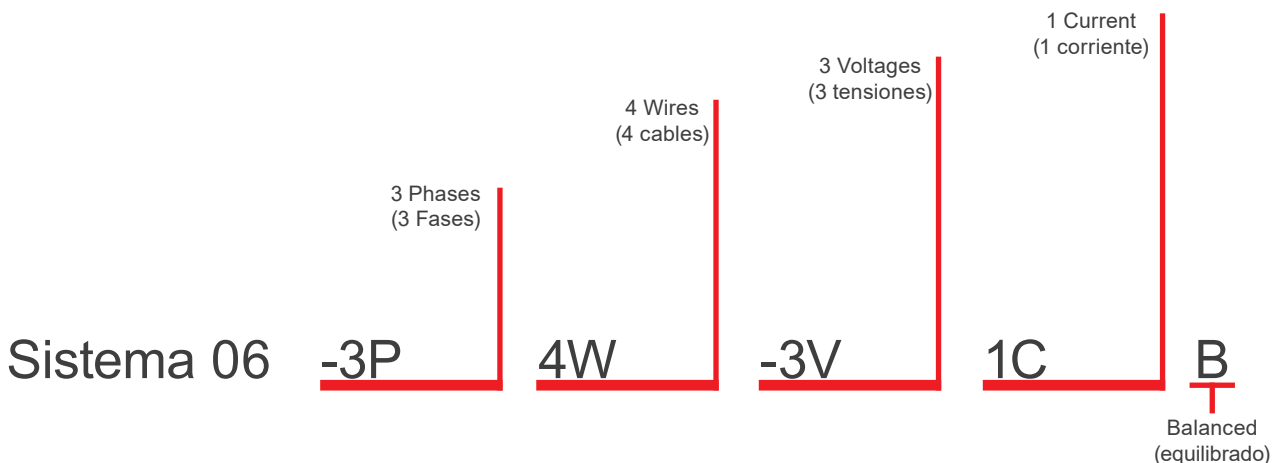 1 Current
(1 corriente)
3 Voltages
(3 tensiones)
4 Wires
(4 cables)
3 Phases
(3 Fases)
Sistema 06 -3P 4W -3V 1C B
Balanced
(equilibrado)